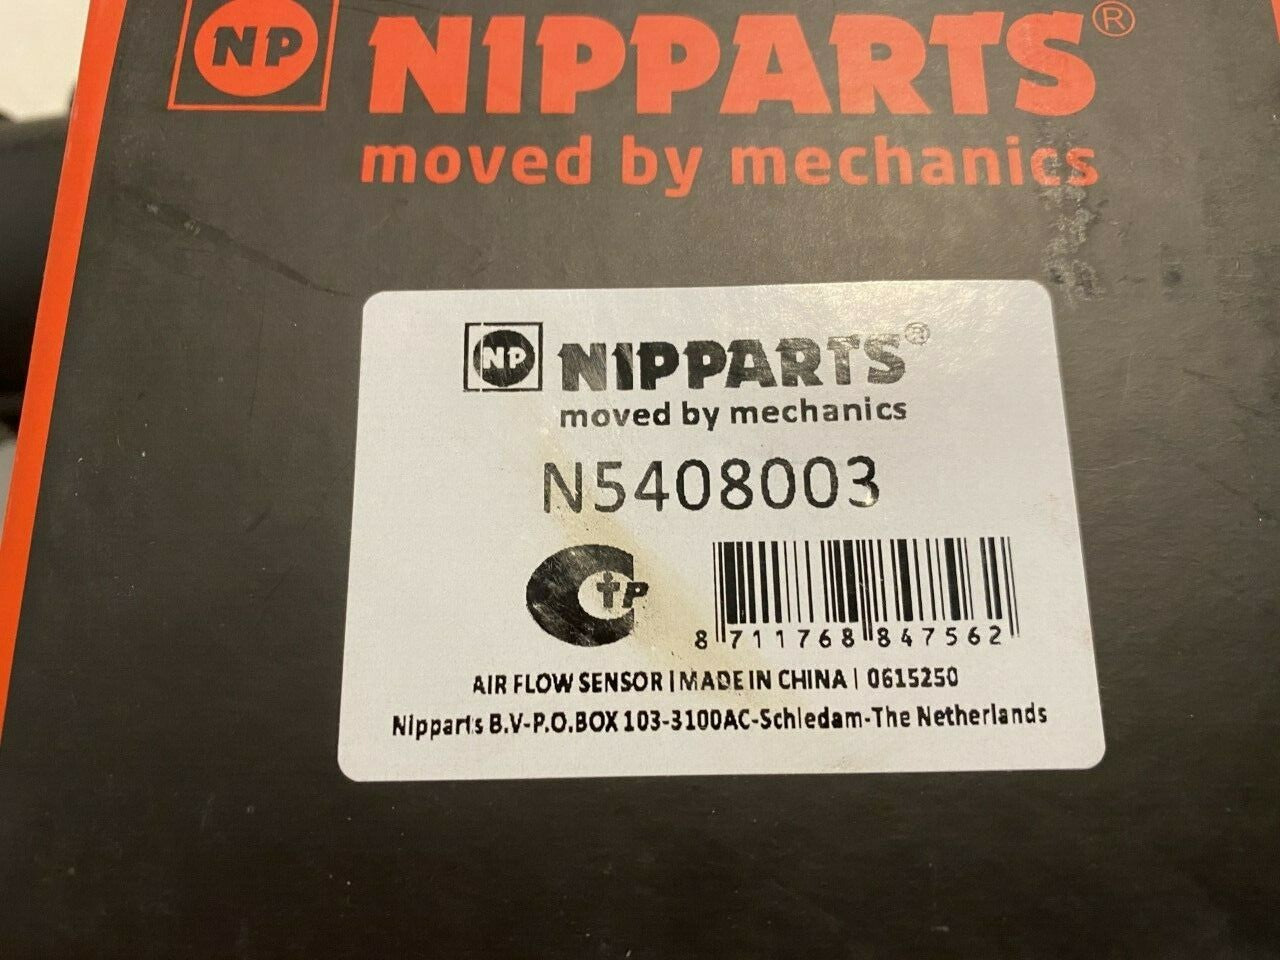 NP NIPPARTS®
moved by mechanics
NP NIPPARTS®
moved by mechanics
N5408003
CTP
8 711768 847562
AIR FLOW SENSOR | MADE IN CHINA | 0615250
Nipparts B.V-P.O.BOX 103-3100AC-Schiedam-The Netherlands